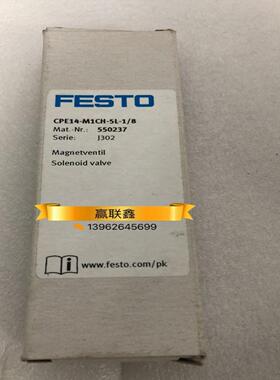 FESTO
CPE14-M1CH-5L-1/8
Mat.-Nr.: 550237
Serie: J302
Magnetventil
Solenoid valve
赢联鑫
13962645699
www.festo.com/pk